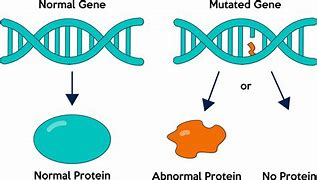 Normal Gene
Mutated Gene
or
Normal Protein
Abnormal Protein
No Protein